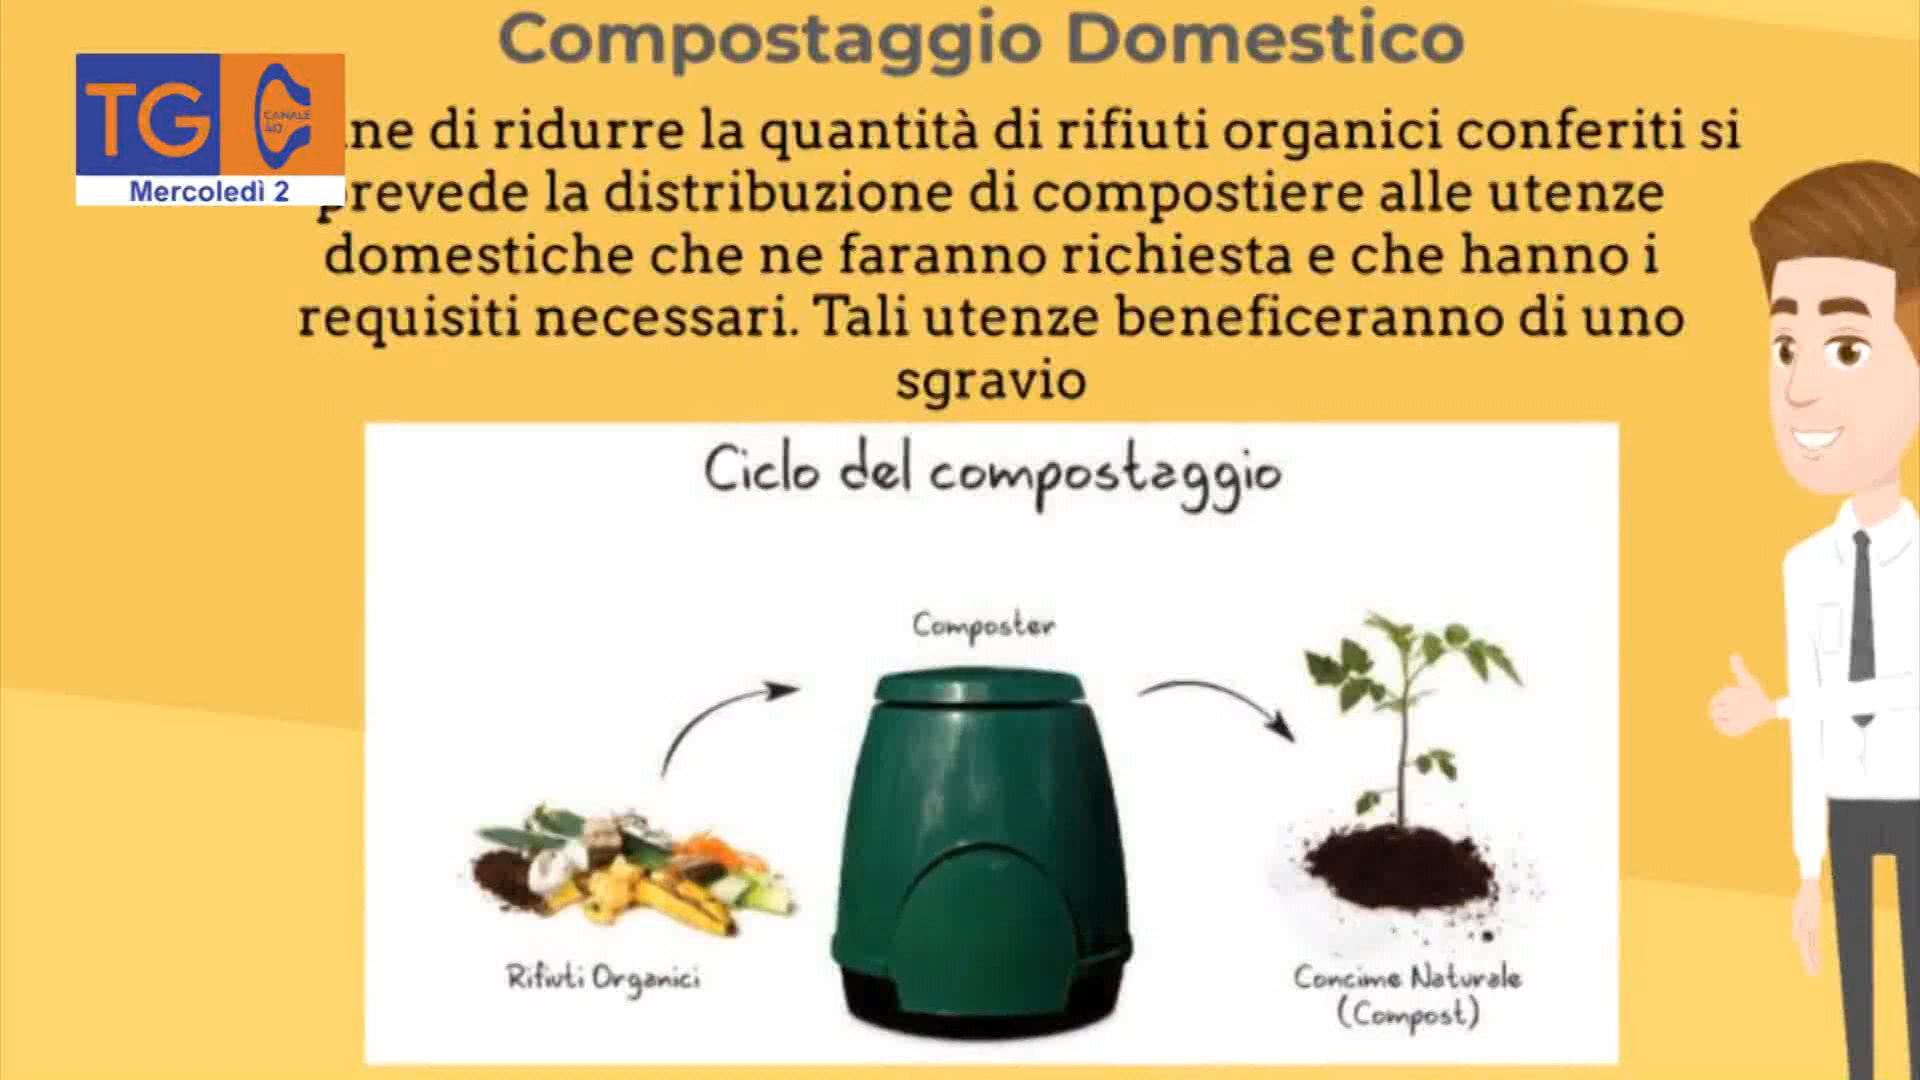 Compostaggio Domestico
TG
CANALE
ne di ridurre la quantità di rifiuti organici conferiti si
Mercoledì 2
prevede la distribuzione di compostiere alle utenze
domestiche che ne faranno richiesta e che hanno i
requisiti necessari. Tali utenze beneficeranno di uno
sgravio
Ciclo del compostaggio
Composter
Rifiuti Organici
Concime Naturale
(Compost)